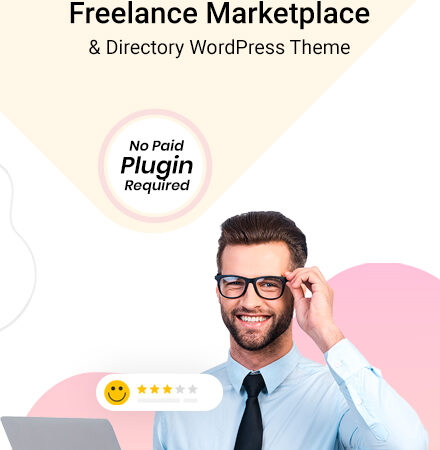 Freelance Marketplace
& Directory WordPress Theme
No Paid
Plugin
Required